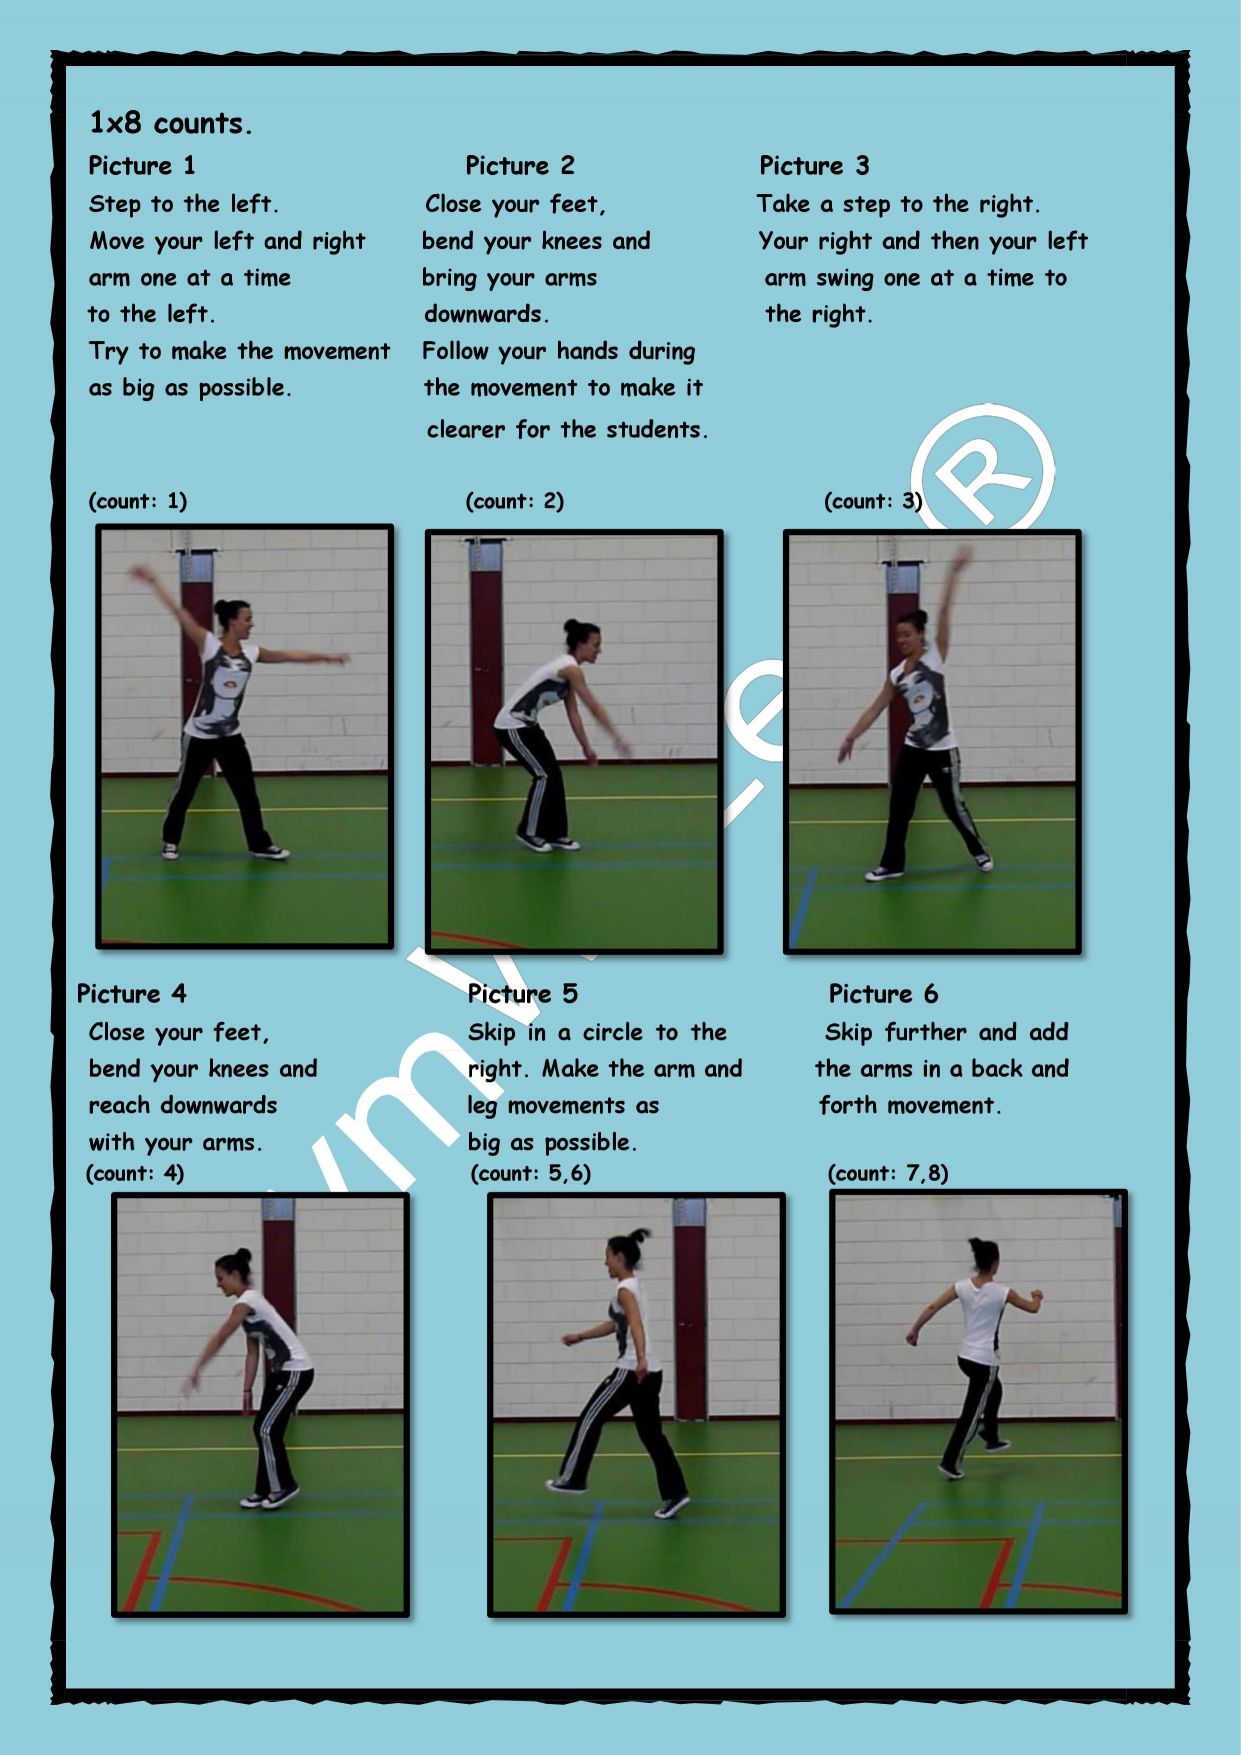 1x8 counts.
Picture 1
Step to the left.
Move your left and right
arm one at a time
to the left.
Try to make the movement
as big as possible.
(count: 1)
Picture 2
Close your feet,
bend your knees and
bring your arms
downwards.
Follow your hands during
the movement to make it
clearer for the students.
(count: 2)
Picture 3
Take a step to the right.
Your right and then your left
arm swing one at a time to
the right.
(count: 3)
Picture 4
Close your feet,
bend your knees and
reach downwards
with your arms.
(count: 4)
Picture 5
Skip in a circle to the
right. Make the arm and
leg movements as
big as possible.
(count: 5,6)
Picture 6
Skip further and add
the arms in a back and
forth movement.
(count: 7,8)